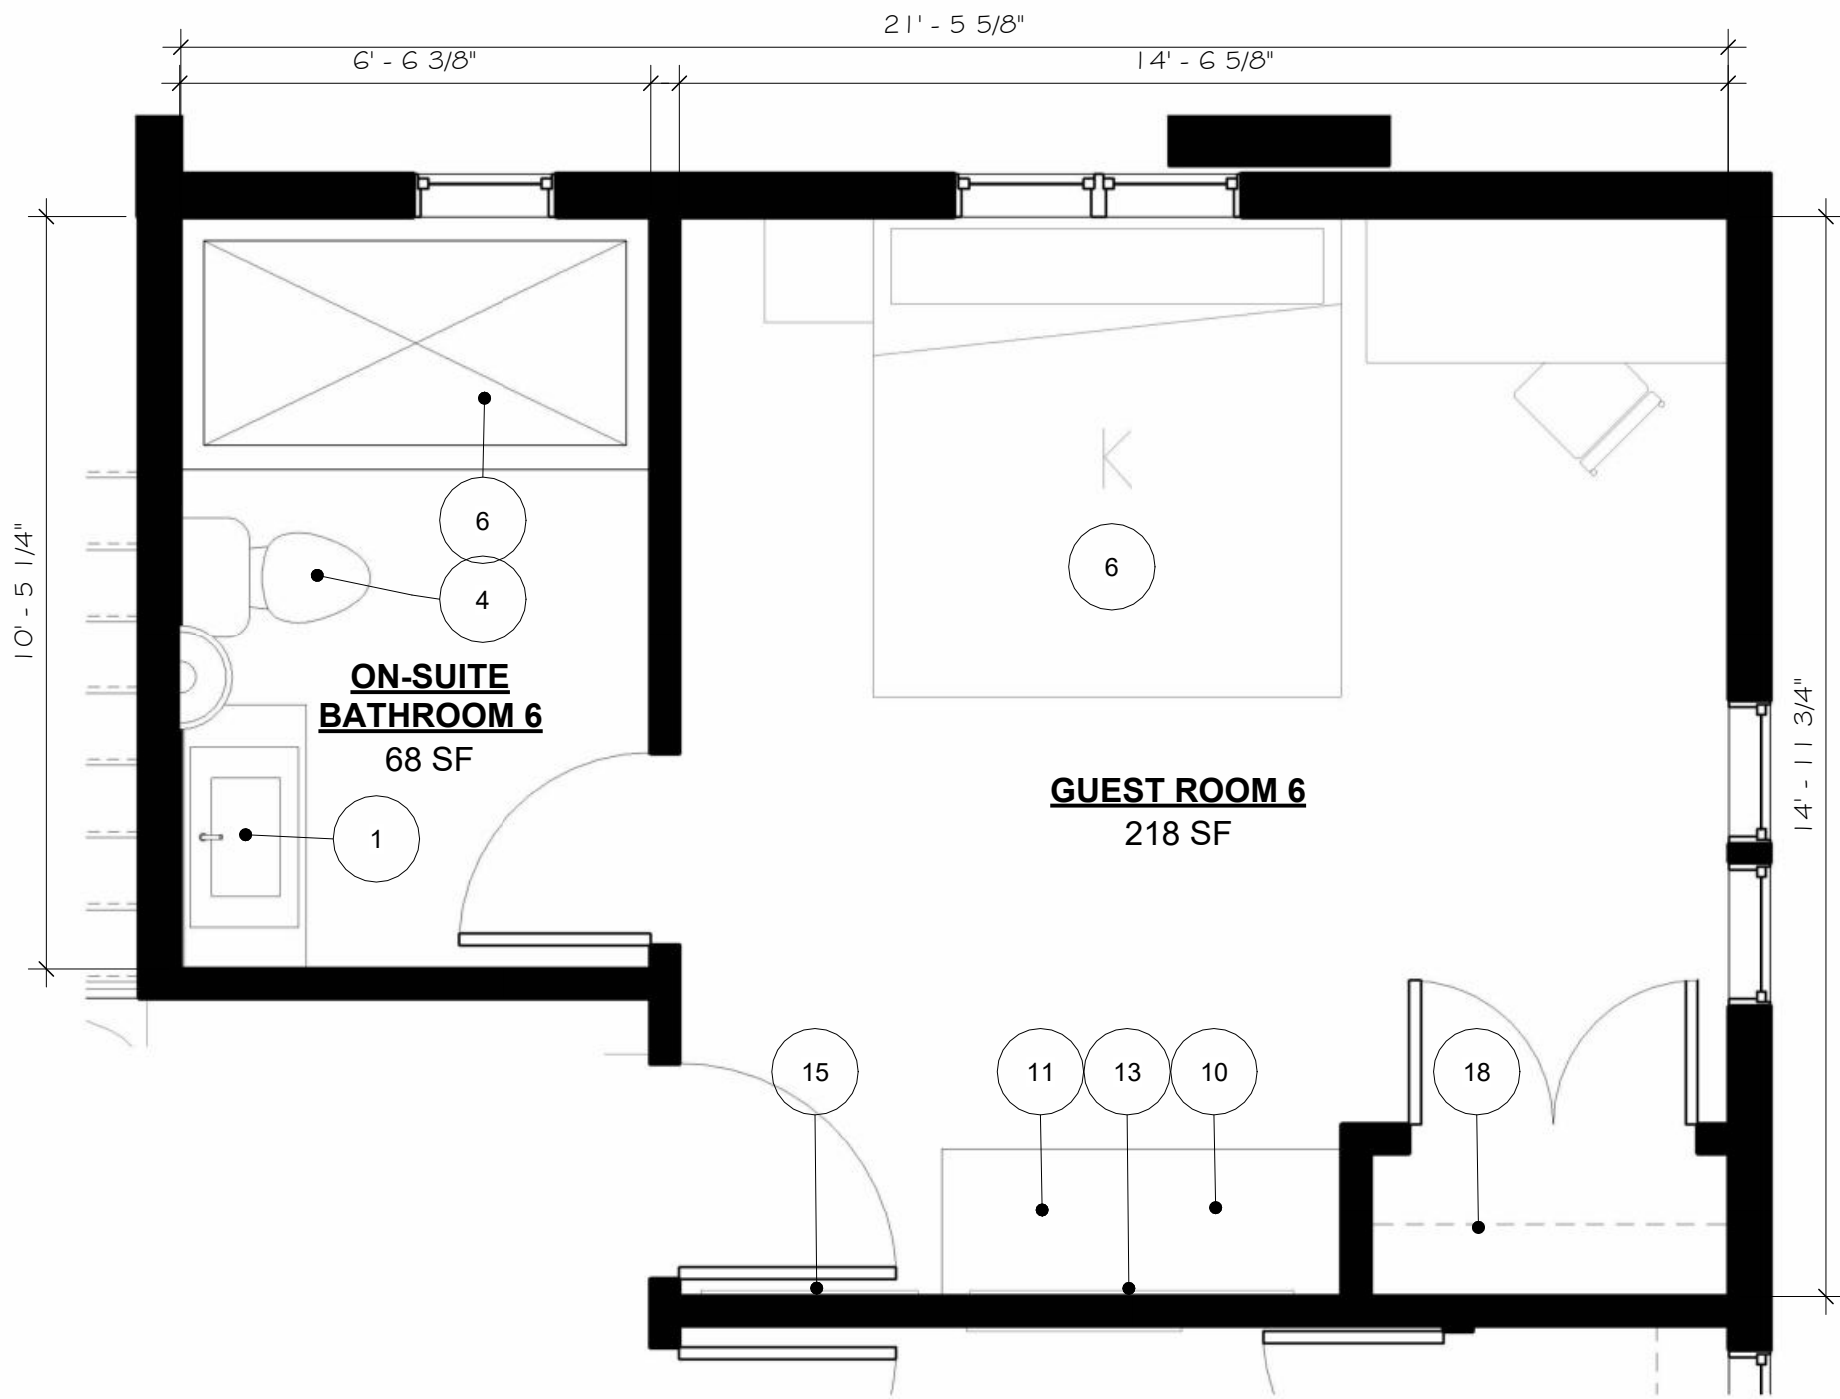 21' - 5 5/8"
6' - 6 3/8"
14' - 6 5/8"
10' - 5 1/4"
14' - 11 3/4"
K
6
6
4
ON-SUITE
BATHROOM 6
68 SF
1
GUEST ROOM 6
218 SF
15
11
13
10
18